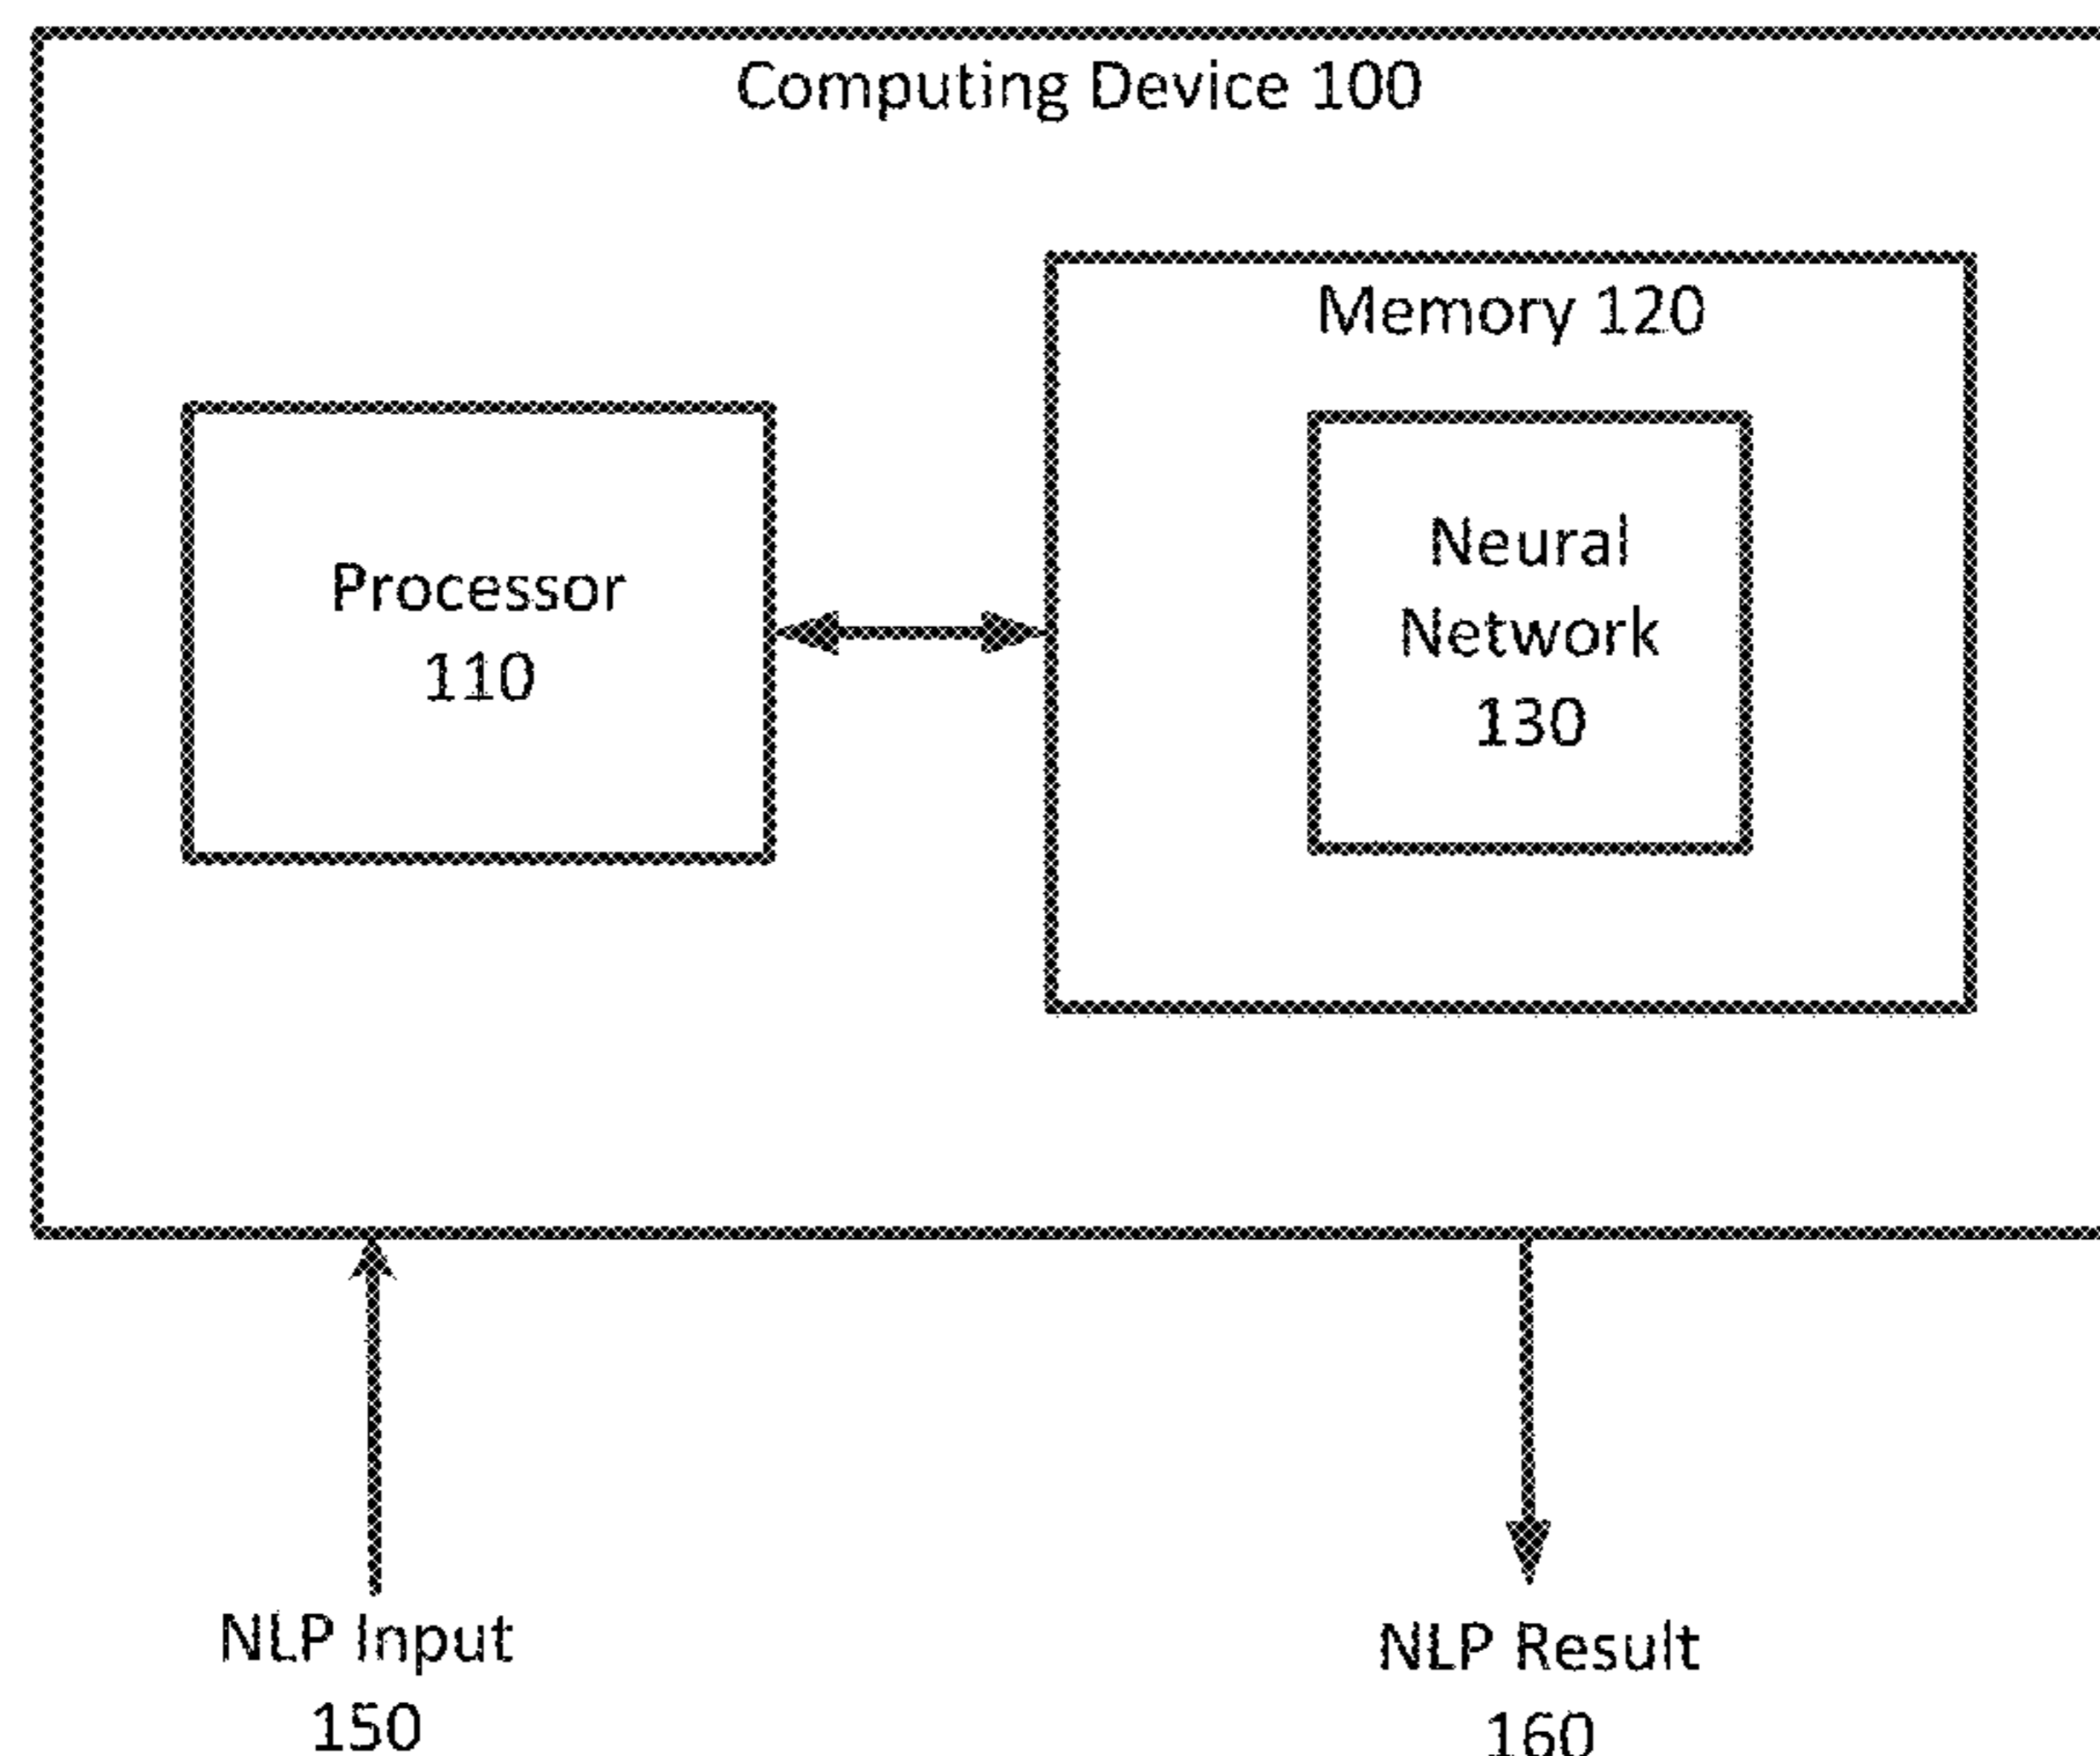 Computing Device 100
Memory 120
Processor
110
Neural
Network
130
NLP Input
150
NLP Result
160